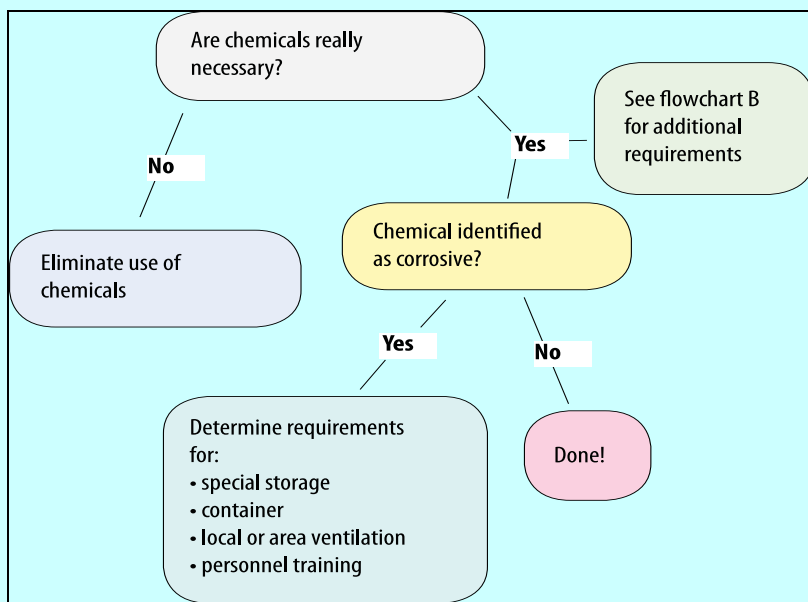 Are chemicals really
necessary?
See flowchart B
for additional
requirements
Yes
No
Chemical identified
as corrosive?
Eliminate use of
chemicals
Yes
No
Determine requirements
for:
• special storage
• container
• local or area ventilation
• personnel training
Done!